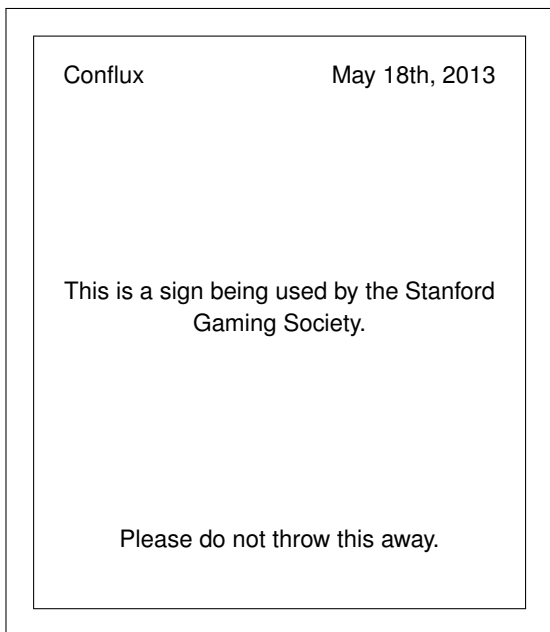 Conflux May 18th, 2013
This is a sign being used by the Stanford
Gaming Society.
Please do not throw this away.